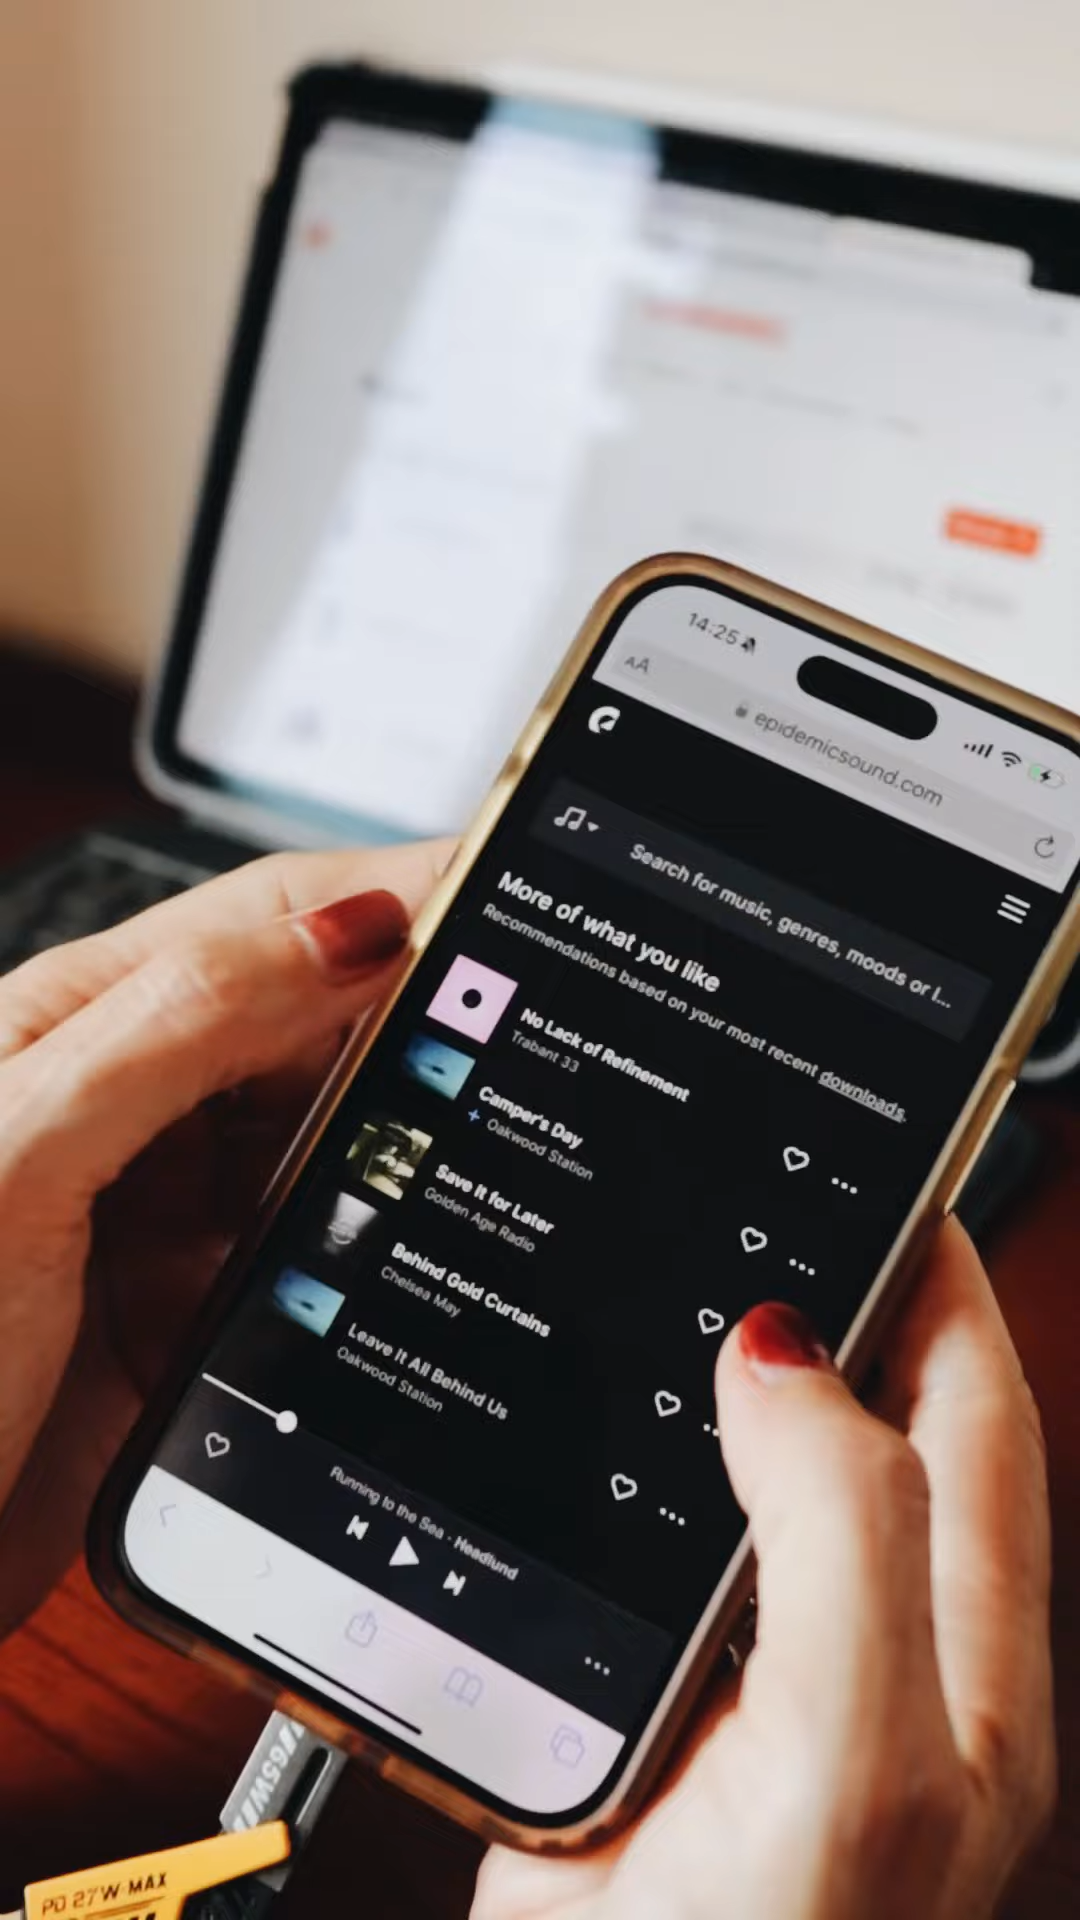 14:25
AA
epidemicsound.com
Search for music, genres, moods or l...
More of what you like
Recommendations based on your most recent downloads.
No Lack of Refinement
Trabant 33
Camper's Day
Oakwood Station
Save It for Later
Golden Age Radio
Behind Gold Curtains
Chelsea May
Leave It All Behind Us
Oakwood Station
Running to the Sea - Headlund
65W
PD 27W-MAX